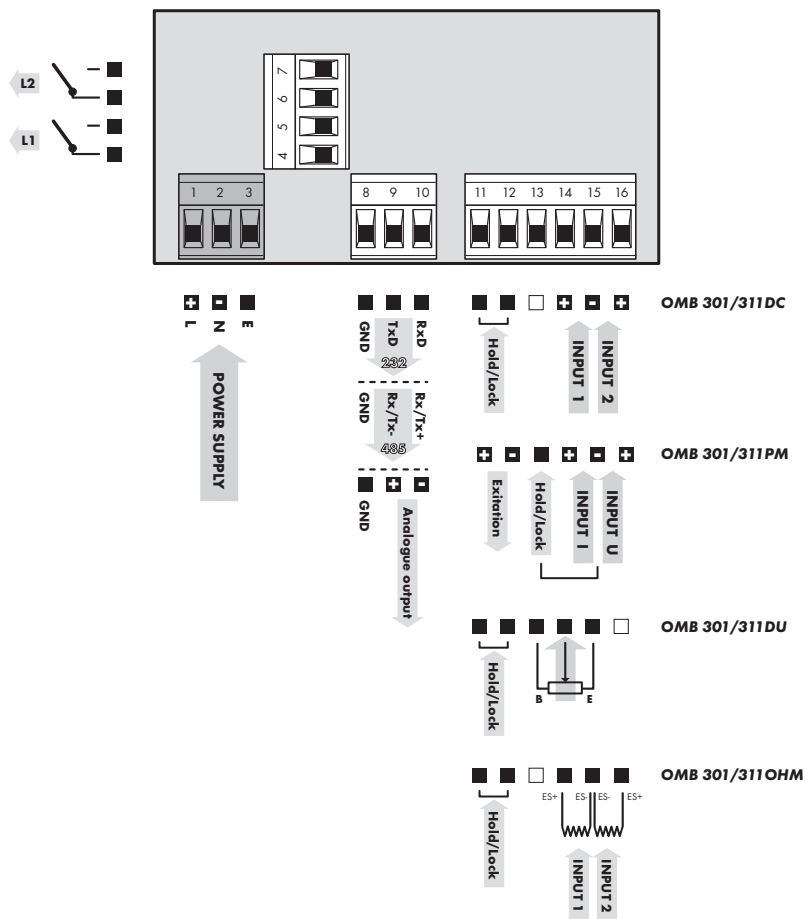 7
L2
6
5
L1
4
1 2 3
8 9 10
11 12 13 14 15 16
+ - +
L N E
GND TxD RxD
232
GND Rx/Tx- Rx/Tx+
485
+ -
GND
Analogue output
POWER SUPPLY
+ - + OMB 301/311DC
Hold/Lock
INPUT 1
INPUT 2
+ - + - + OMB 301/311PM
Exitation
Hold/Lock
INPUT I
INPUT U
OMB 301/311DU
Hold/Lock
B E
OMB 301/311OHM
ES+ ES- ES- ES+
Hold/Lock
INPUT 1
INPUT 2